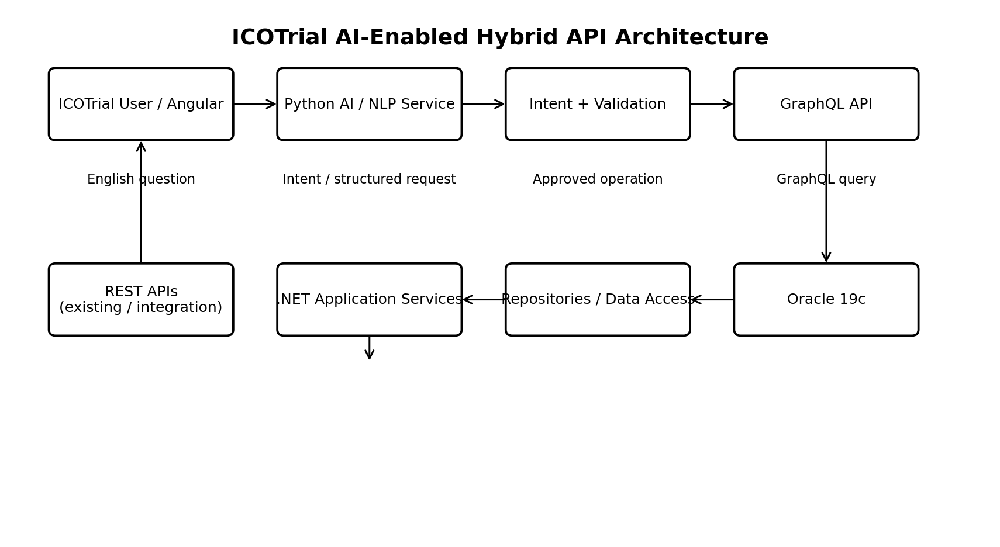 ICOTrial AI-Enabled Hybrid API Architecture
ICOTrial User / Angular
Python AI / NLP Service
Intent + Validation
GraphQL API
English question
Intent / structured request
Approved operation
GraphQL query
REST APIs
(existing / integration)
.NET Application Services
Repositories / Data Access
Oracle 19c